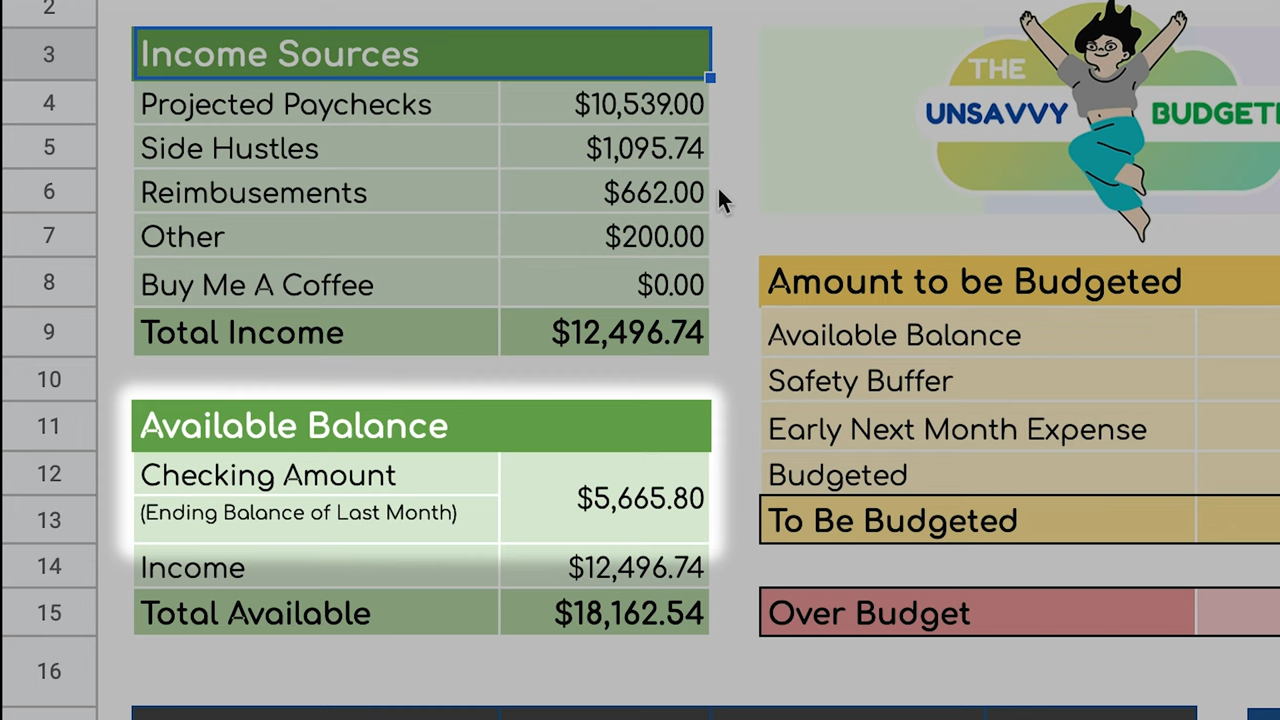 2
3 Income Sources
4 Projected Paychecks $10,539.00
5 Side Hustles $1,095.74
6 Reimbusements $662.00
7 Other $200.00
8 Buy Me A Coffee $0.00
9 Total Income $12,496.74
10
11 Available Balance
12 Checking Amount $5,665.80
13 (Ending Balance of Last Month)
14 Income $12,496.74
15 Total Available $18,162.54
16
THE
UNSAVVY BUDGET
Amount to be Budgeted
Available Balance
Safety Buffer
Early Next Month Expense
Budgeted
To Be Budgeted
Over Budget